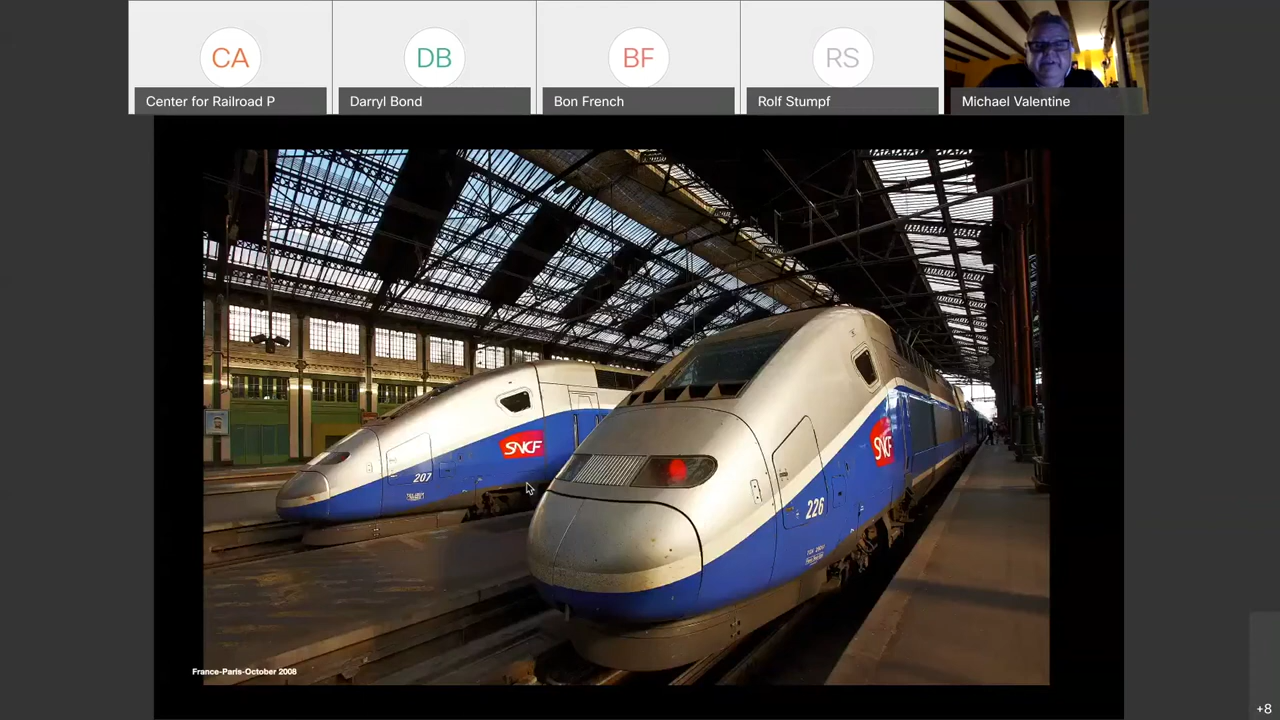 CA
DB
BF
RS
Center for Railroad P
Darryl Bond
Bon French
Rolf Stumpf
Michael Valentine
SNCF
207
SNCF
226
France-Paris-October 2008
+8